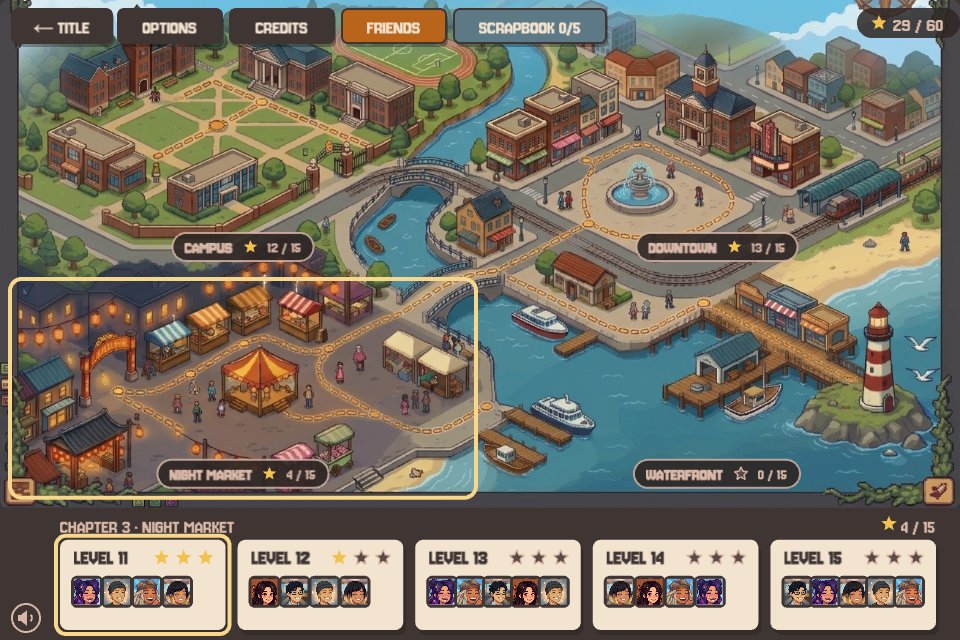 ← TITLE
OPTIONS
CREDITS
FRIENDS
SCRAPBOOK 0/5
29 / 60
CAMPUS 12 / 15
DOWNTOWN 13 / 15
NIGHT MARKET 4 / 15
WATERFRONT 0 / 15
CHAPTER 3 · NIGHT MARKET
4 / 15
LEVEL 11
LEVEL 12
LEVEL 13
LEVEL 14
LEVEL 15